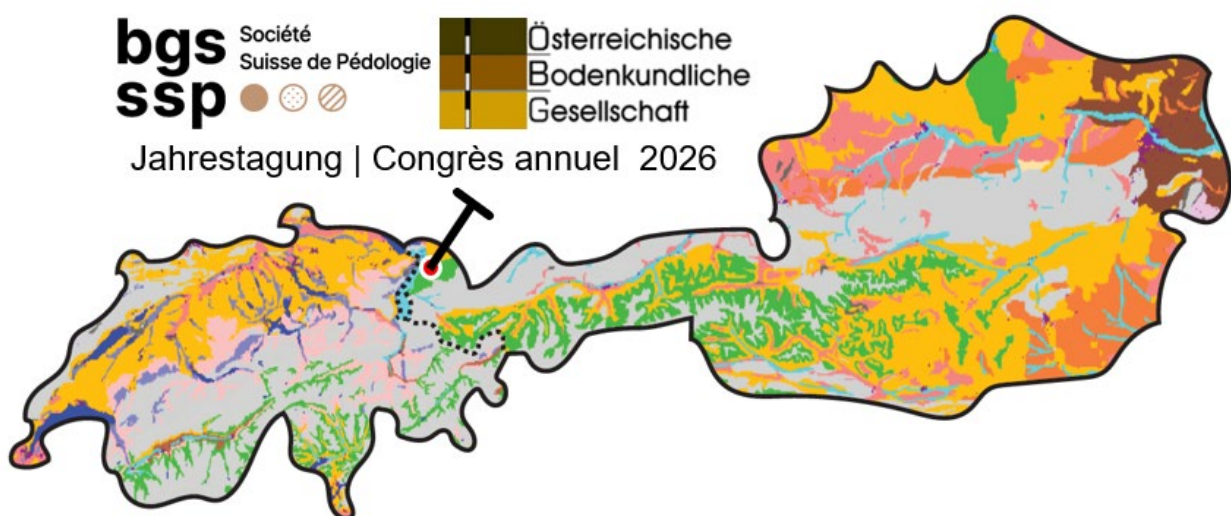 bgs
ssp
Société
Suisse de Pédologie
Österreichische
Bodenkundliche
Gesellschaft
Jahrestagung | Congrès annuel 2026